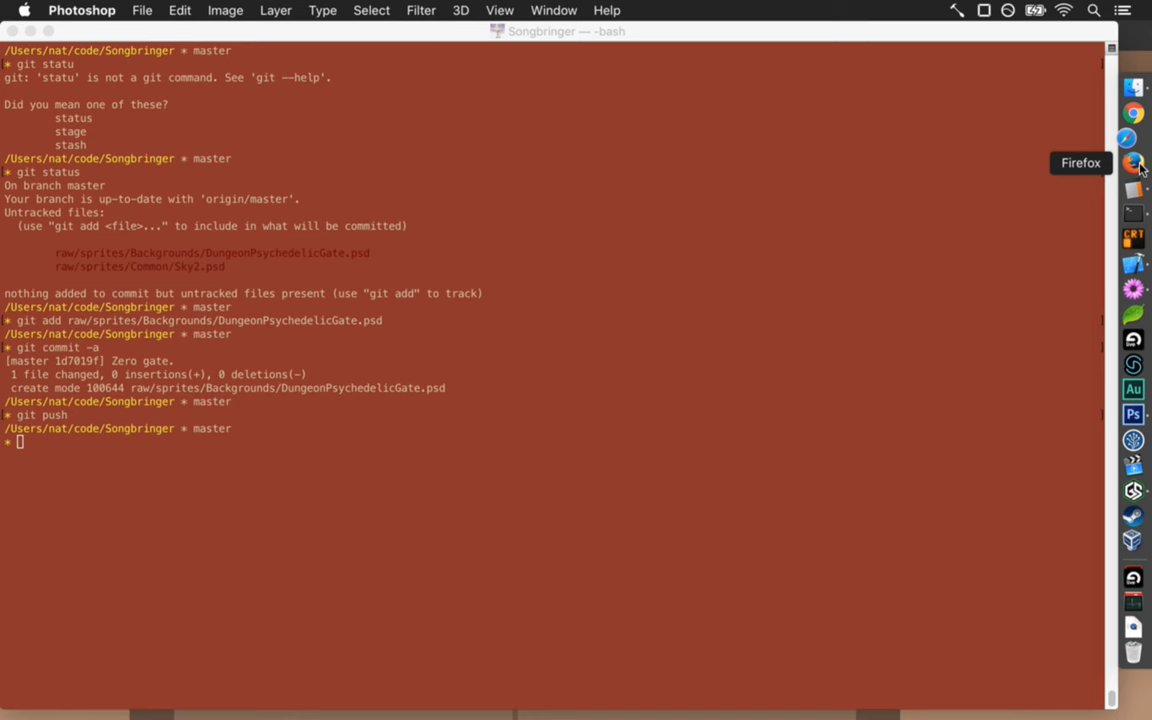 Photoshop File Edit Image Layer Type Select Filter 3D View Window Help
Songbringer — -bash
/Users/nat/code/Songbringer * master
* git statu
git: 'statu' is not a git command. See 'git --help'.
Did you mean one of these?
status
stage
stash
/Users/nat/code/Songbringer * master
* git status
On branch master
Your branch is up-to-date with 'origin/master'.
Untracked files:
(use "git add <file>..." to include in what will be committed)
raw/sprites/Backgrounds/DungeonPsychedelicGate.psd
raw/sprites/Common/Sky2.psd
nothing added to commit but untracked files present (use "git add" to track)
/Users/nat/code/Songbringer * master
* git add raw/sprites/Backgrounds/DungeonPsychedelicGate.psd
/Users/nat/code/Songbringer * master
* git commit -a
[master 1d7019f] Zero gate.
1 file changed, 0 insertions(+), 0 deletions(-)
create mode 100644 raw/sprites/Backgrounds/DungeonPsychedelicGate.psd
/Users/nat/code/Songbringer * master
* git push
/Users/nat/code/Songbringer * master
*
Firefox
CRT
Au
Ps